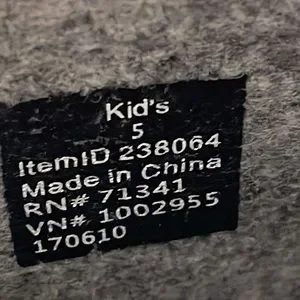 Kid's
5
ItemID 238064
Made in China
RN# 71341
VN# 1002955
170610